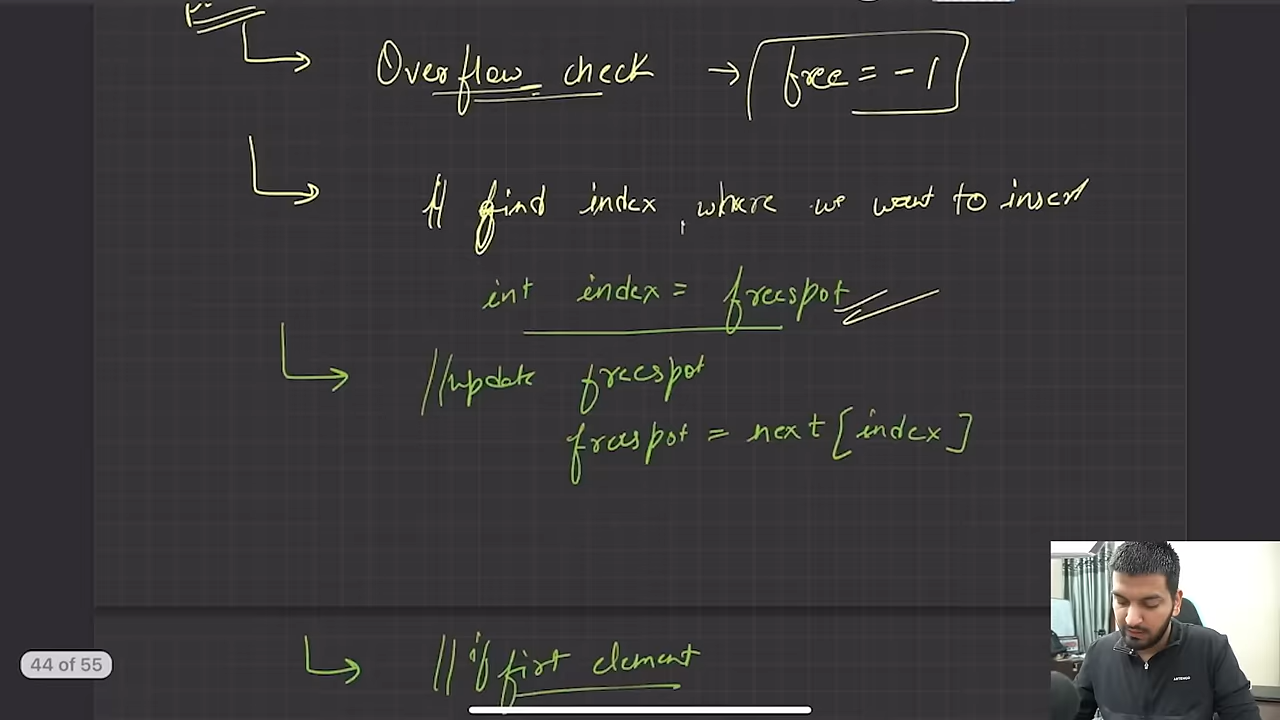 Overflow check → free = -1
// find index, where we want to insert
int index = freespot
//update freespot
freespot = next [index]
44 of 55
// if first element